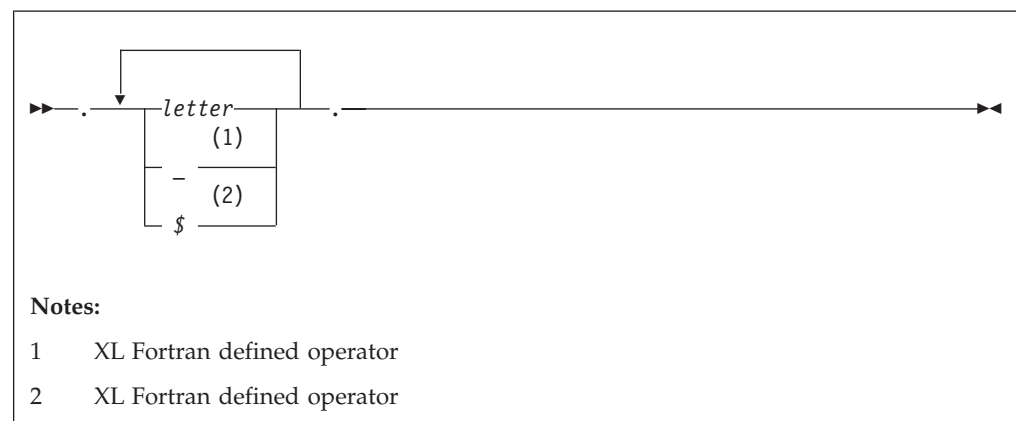 . letter .
(1)
_
(2)
$
Notes:
1 XL Fortran defined operator
2 XL Fortran defined operator